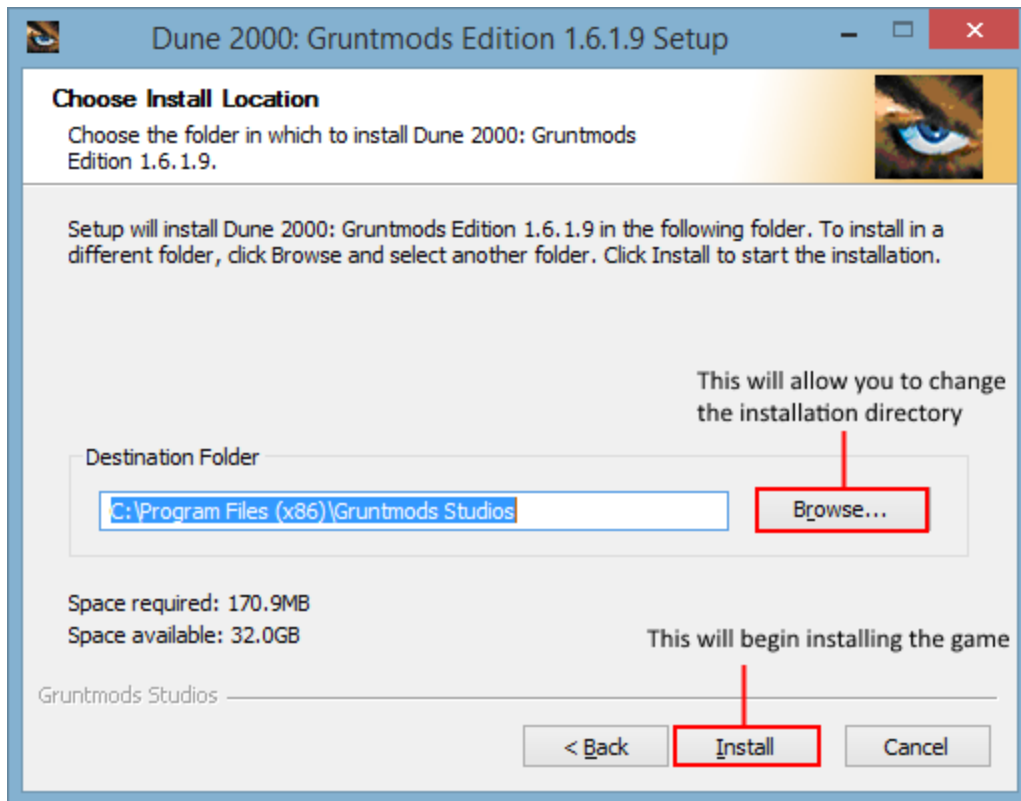 Dune 2000: Gruntmods Edition 1.6.1.9 Setup
Choose Install Location
Choose the folder in which to install Dune 2000: Gruntmods
Edition 1.6.1.9.
Setup will install Dune 2000: Gruntmods Edition 1.6.1.9 in the following folder. To install in a
different folder, click Browse and select another folder. Click Install to start the installation.
This will allow you to change
the installation directory
Destination Folder
C:\Program Files (x86)\Gruntmods Studios
Browse...
Space required: 170.9MB
Space available: 32.0GB
This will begin installing the game
Gruntmods Studios
< Back
Install
Cancel